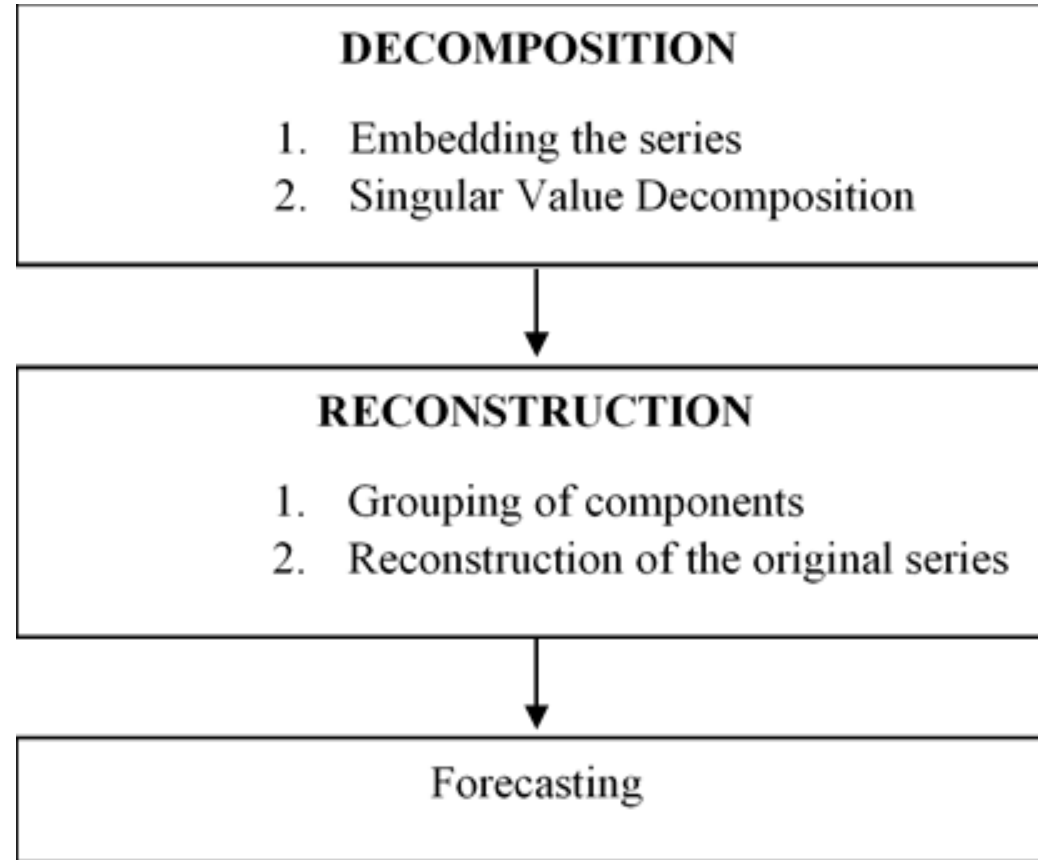 DECOMPOSITION
1. Embedding the series
2. Singular Value Decomposition
RECONSTRUCTION
1. Grouping of components
2. Reconstruction of the original series
Forecasting